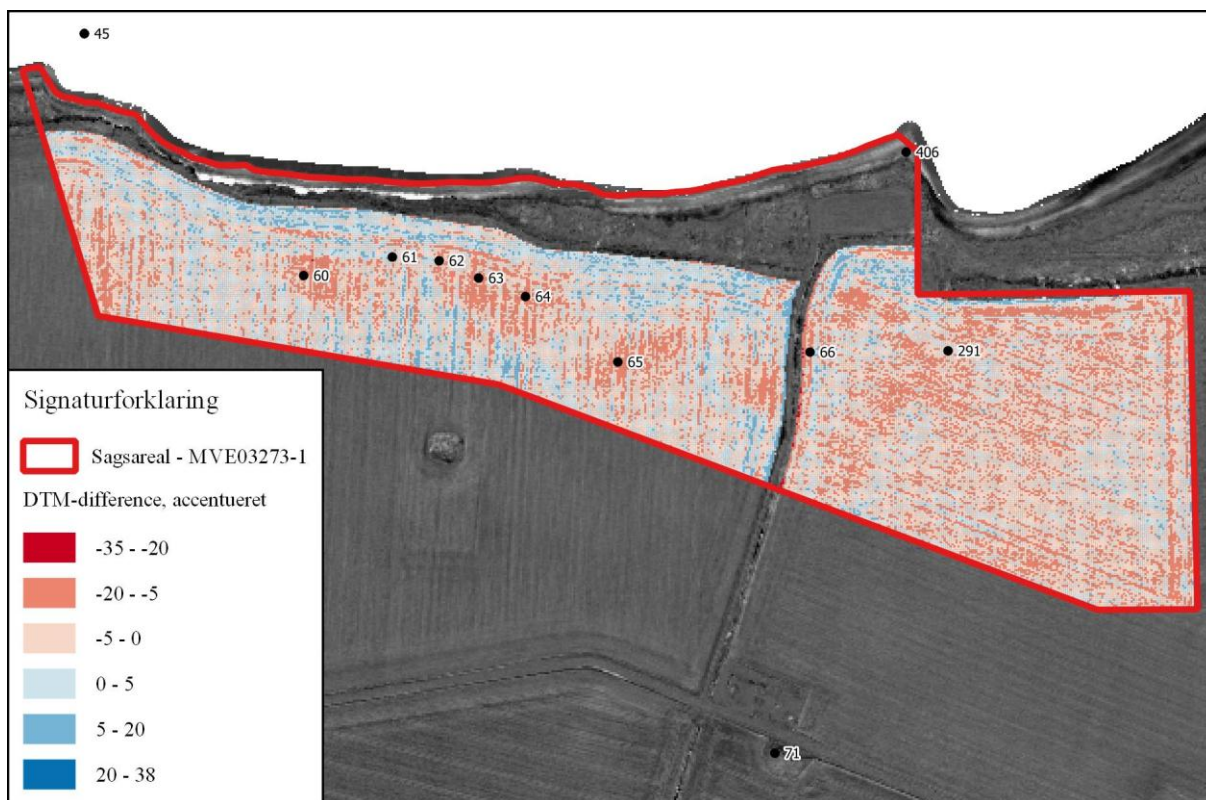 45
406
61
62
60
63
64
66
291
65
Signaturforklaring
Sagsareal - MVE03273-1
DTM-difference, accentueret
-35 - -20
-20 - -5
-5 - 0
0 - 5
5 - 20
20 - 38
71